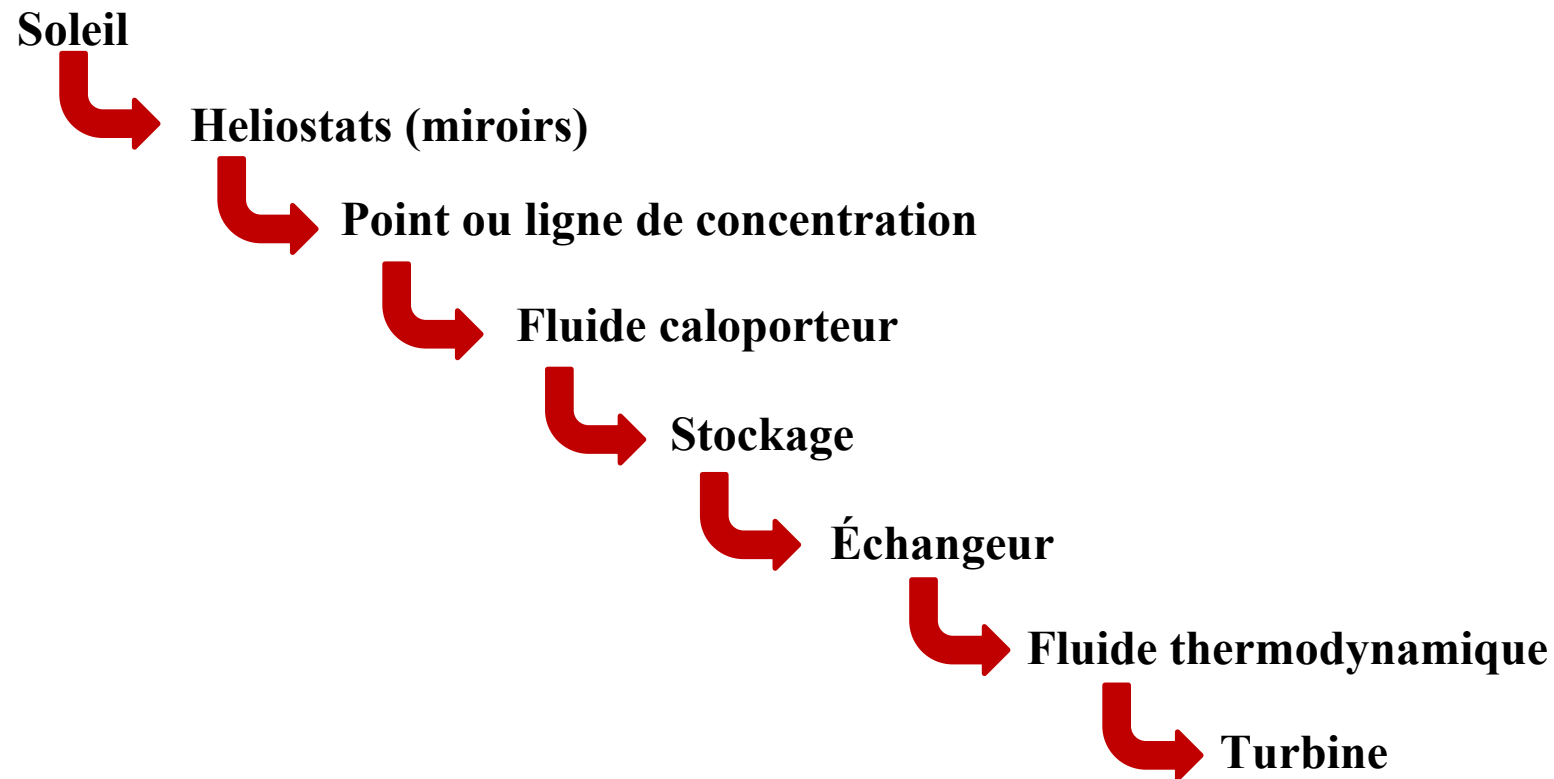 Soleil
Heliostats (miroirs)
Point ou ligne de concentration
Fluide caloporteur
Stockage
Échangeur
Fluide thermodynamique
Turbine